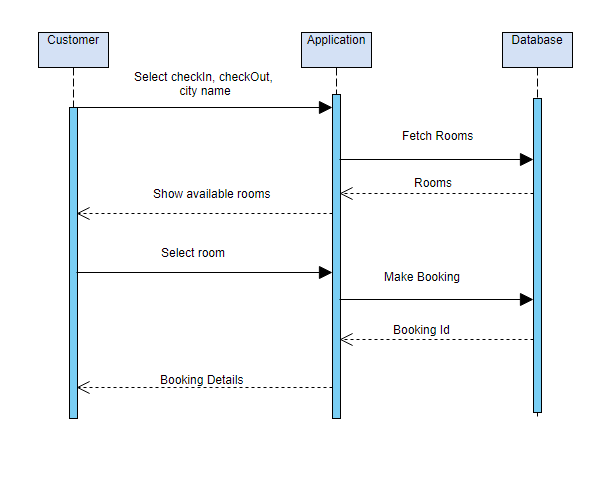 Customer
Application
Database
Select checkIn, checkOut,
city name
Fetch Rooms
Rooms
Show available rooms
Select room
Make Booking
Booking Id
Booking Details